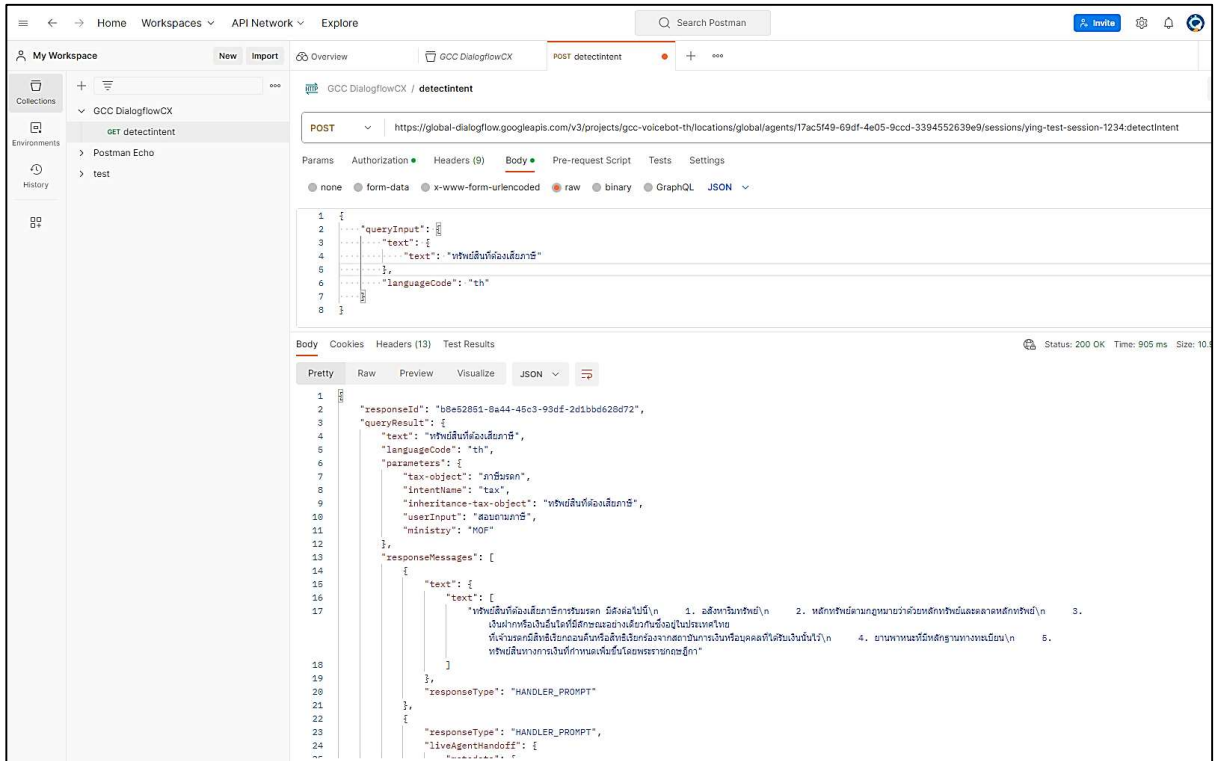 Home Workspaces API Network Explore Search Postman Invite
My Workspace New Import Overview GCC DialogflowCX POST detectintent
Collections
Environments
History
GCC DialogflowCX
GET detectintent
Postman Echo
test
GCC DialogflowCX / detectintent
POST https://global-dialogflow.googleapis.com/v3/projects/gcc-voicebot-th/locations/global/agents/17ac5f49-69df-4e05-9ccd-3394552639e9/sessions/ying-test-session-1234:detectIntent
Params Authorization Headers (9) Body Pre-request Script Tests Settings
none form-data x-www-form-urlencoded raw binary GraphQL JSON
1 {
2 "queryInput": {
3 "text": {
4 "text": "ทรัพย์สินที่ต้องเสียภาษี"
5 },
6 "languageCode": "th"
7 }
8 }
Body Cookies Headers (13) Test Results Status: 200 OK Time: 905 ms Size: 10.9
Pretty Raw Preview Visualize JSON
1 {
2 "responseId": "b8e52851-8a44-45c3-93df-2d1bbd628d72",
3 "queryResult": {
4 "text": "ทรัพย์สินที่ต้องเสียภาษี",
5 "languageCode": "th",
6 "parameters": {
7 "tax-object": "ภาษีมรดก",
8 "intentName": "tax",
9 "inheritance-tax-object": "ทรัพย์สินที่ต้องเสียภาษี",
10 "userInput": "สอบถามภาษี",
11 "ministry": "MOF"
12 },
13 "responseMessages": [
14 {
15 "text": {
16 "text": [
17 "ทรัพย์สินที่ต้องเสียภาษีการรับมรดก มีดังต่อไปนี้\n 1. อสังหาริมทรัพย์\n 2. หลักทรัพย์ตามกฎหมายว่าด้วยหลักทรัพย์และตลาดหลักทรัพย์\n 3.
เงินฝากหรือเงินอื่นใดที่มีลักษณะอย่างเดียวกันซึ่งอยู่ในประเทศไทย
ที่เจ้ามรดกมีสิทธิเรียกถอนคืนหรือสิทธิเรียกร้องจากสถาบันการเงินหรือบุคคลที่ได้รับเงินนั้นไว้\n 4. ยานพาหนะที่มีหลักฐานทางทะเบียน\n 5.
ทรัพย์สินทางการเงินที่กำหนดเพิ่มขึ้นโดยพระราชกฤษฎีกา"
18 ]
19 },
20 "responseType": "HANDLER_PROMPT"
21 },
22 {
23 "responseType": "HANDLER_PROMPT",
24 "liveAgentHandoff": {